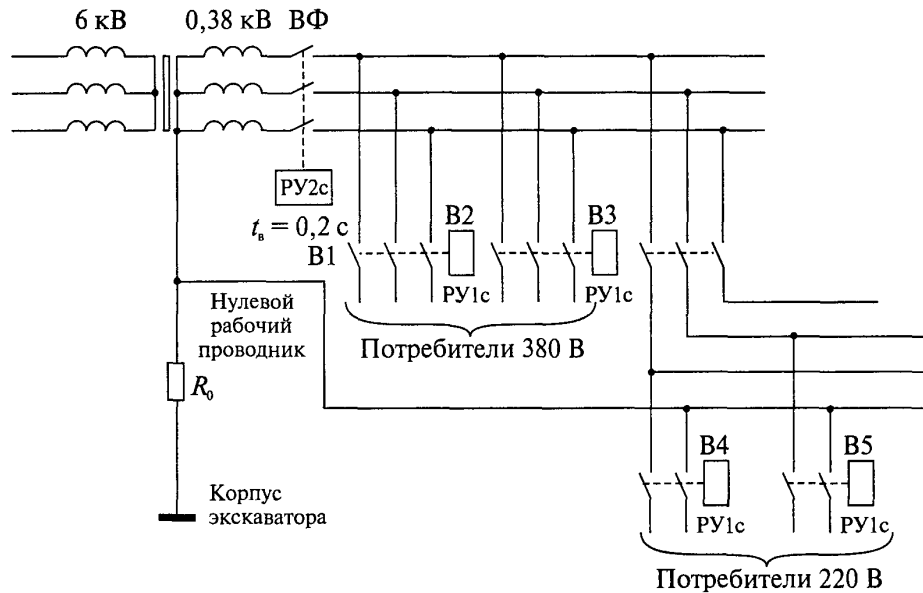 6 кВ
0,38 кВ
ВФ
РУ2с
tв = 0,2 с
В1
В2
В3
РУ1с
РУ1с
Нулевой
рабочий
проводник
Потребители 380 В
R0
В4
В5
Корпус
экскаватора
РУ1с
РУ1с
Потребители 220 В